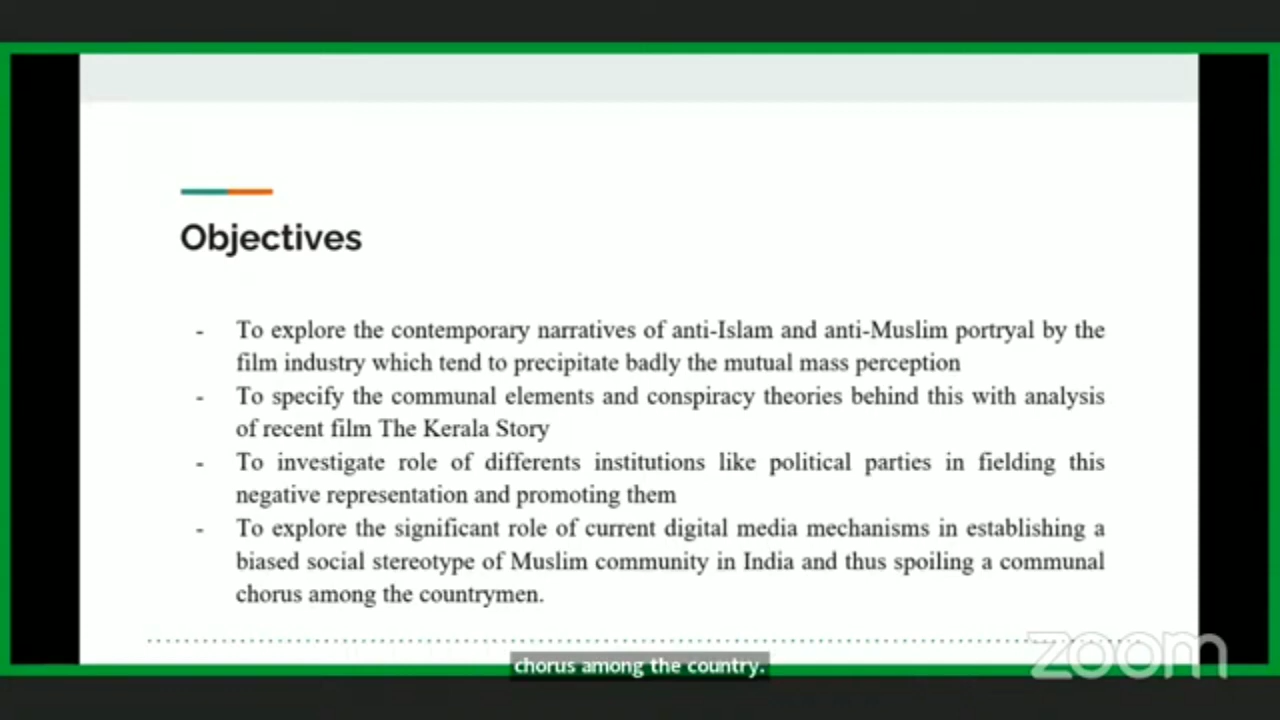 Objectives
- To explore the contemporary narratives of anti-Islam and anti-Muslim portryal by the
film industry which tend to precipitate badly the mutual mass perception
- To specify the communal elements and conspiracy theories behind this with analysis
of recent film The Kerala Story
- To investigate role of differents institutions like political parties in fielding this
negative representation and promoting them
- To explore the significant role of current digital media mechanisms in establishing a
biased social stereotype of Muslim community in India and thus spoiling a communal
chorus among the countrymen.
zoom
chorus among the country.